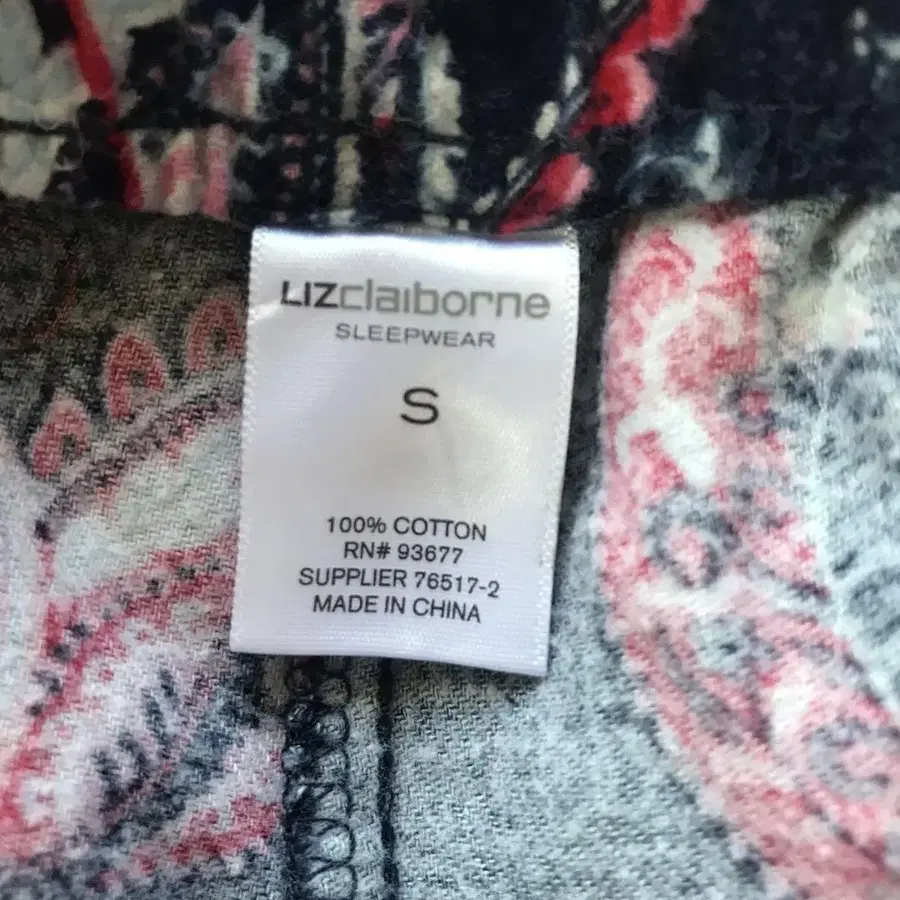 LIZclaiborne
SLEEPWEAR
S
100% COTTON
RN# 93677
SUPPLIER 76517-2
MADE IN CHINA